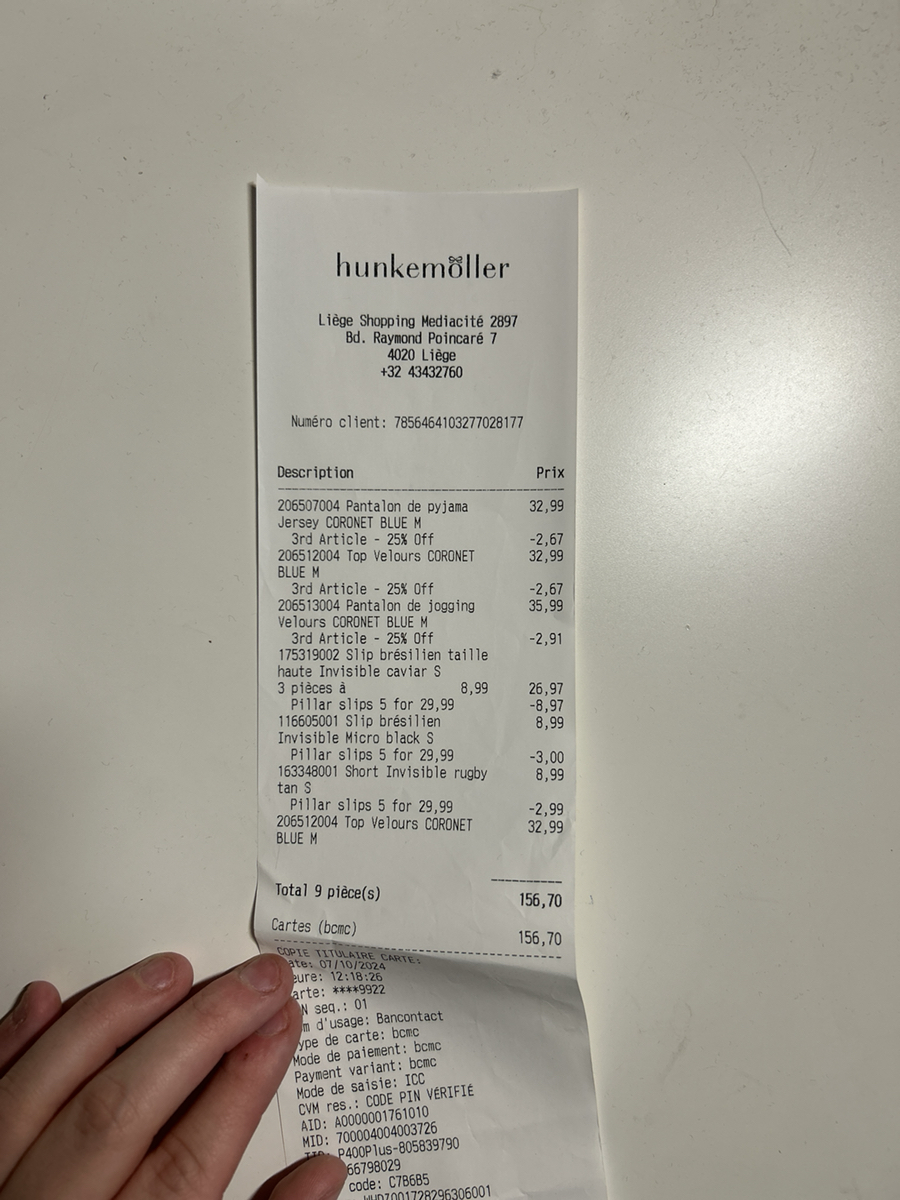 hunkemöller
Liège Shopping Mediacité 2897
Bd. Raymond Poincaré 7
4020 Liège
+32 43432760
Numéro client: 7856464103277028177
Description Prix
206507004 Pantalon de pyjama 32,99
Jersey CORONET BLUE M
3rd Article - 25% Off -2,67
206512004 Top Velours CORONET 32,99
BLUE M
3rd Article - 25% Off -2,67
206513004 Pantalon de jogging 35,99
Velours CORONET BLUE M
3rd Article - 25% Off -2,91
175319002 Slip brésilien taille
haute Invisible caviar S
3 pièces à 8,99 26,97
Pillar slips 5 for 29,99 -8,97
116605001 Slip brésilien 8,99
Invisible Micro black S
Pillar slips 5 for 29,99 -3,00
163348001 Short Invisible rugby 8,99
tan S
Pillar slips 5 for 29,99 -2,99
206512004 Top Velours CORONET 32,99
BLUE M
Total 9 pièce(s) 156,70
Cartes (bcmc) 156,70
COPIE TITULAIRE CARTE:
ate: 07/10/2024
eure: 12:18:26
arte: ****9922
N seq.: 01
m d'usage: Bancontact
ype de carte: bcmc
Mode de paiement: bcmc
Payment variant: bcmc
Mode de saisie: ICC
CVM res.: CODE PIN VÉRIFIÉ
AID: A0000001761010
MID: 700040040037​26
P400Plus-805839790
66798029
code: C7B6B5